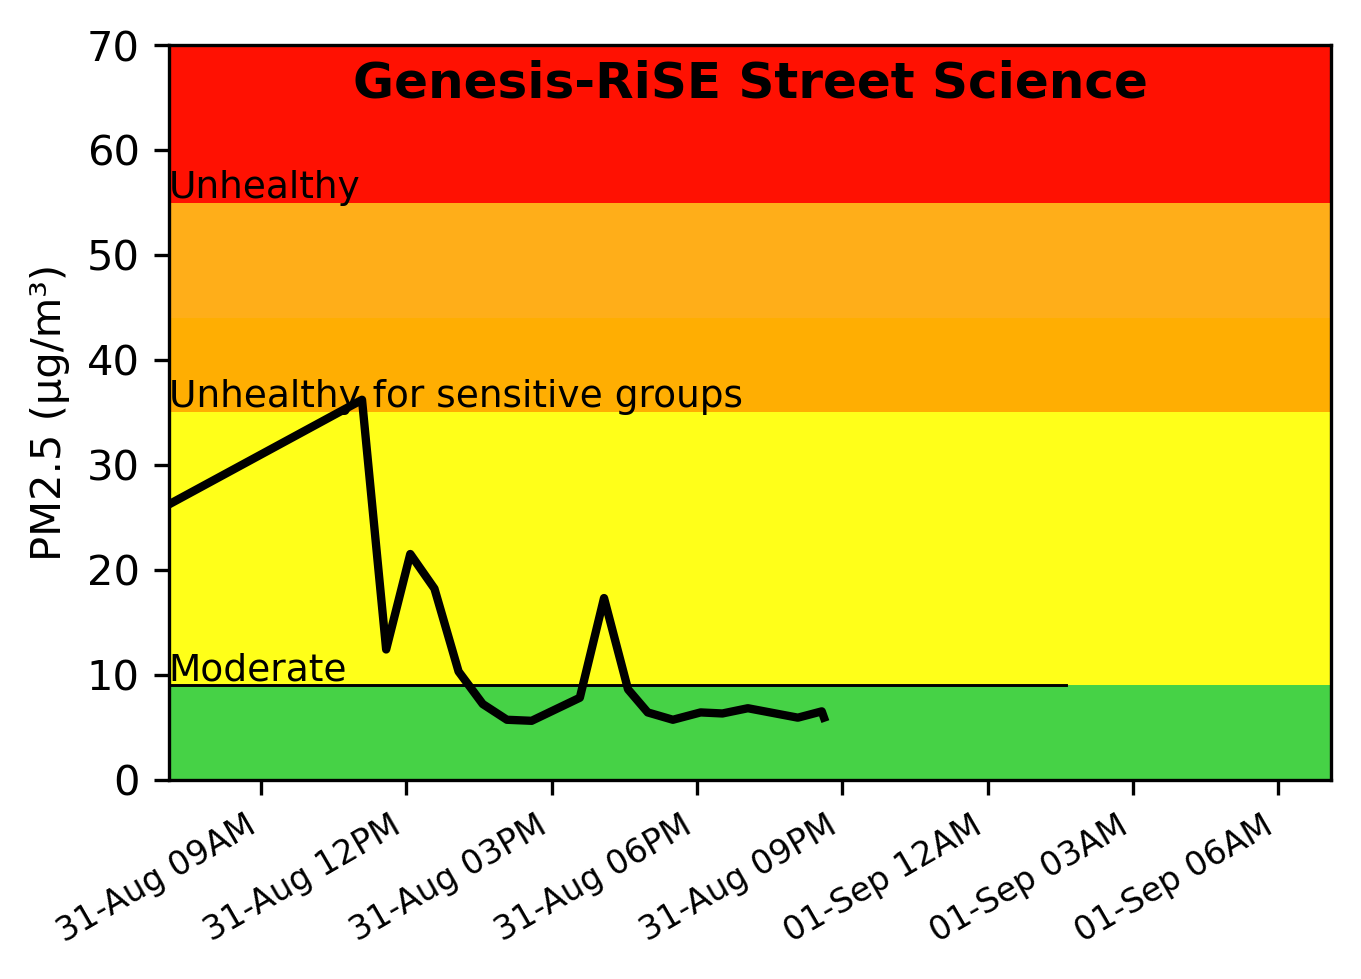 70
Genesis-RiSE Street Science
60
Unhealthy
50
PM2.5 (µg/m³)
40
Unhealthy for sensitive groups
30
20
10
Moderate
0
31-Aug 09AM
31-Aug 12PM
31-Aug 03PM
31-Aug 06PM
31-Aug 09PM
01-Sep 12AM
01-Sep 03AM
01-Sep 06AM